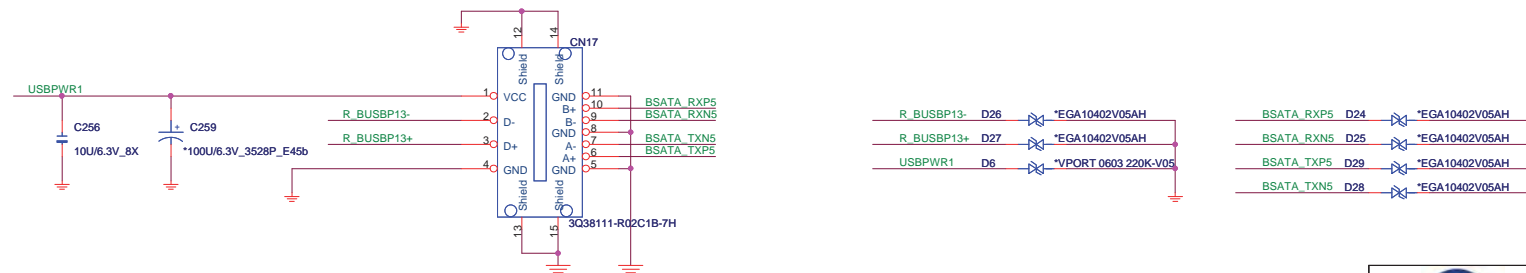 12
14
CN17
Shield
Shield
USBPWR1
1
VCC
GND
11
B+
10
BSATA_RXP5
R_BUSBP13-
2
D-
B-
9
BSATA_RXN5
GND
8
R_BUSBP13+
3
D+
A-
7
BSATA_TXN5
A+
6
BSATA_TXP5
4
GND
GND
5
Shield
Shield
13
15
3Q38111-R02C1B-7H
C256
10U/6.3V_8X
+
C259
*100U/6.3V_3528P_E45b
R_BUSBP13- D26 *EGA10402V05AH
R_BUSBP13+ D27 *EGA10402V05AH
USBPWR1 D6 *VPORT 0603 220K-V05
BSATA_RXP5 D24 *EGA10402V05AH
BSATA_RXN5 D25 *EGA10402V05AH
BSATA_TXP5 D29 *EGA10402V05AH
BSATA_TXN5 D28 *EGA10402V05AH